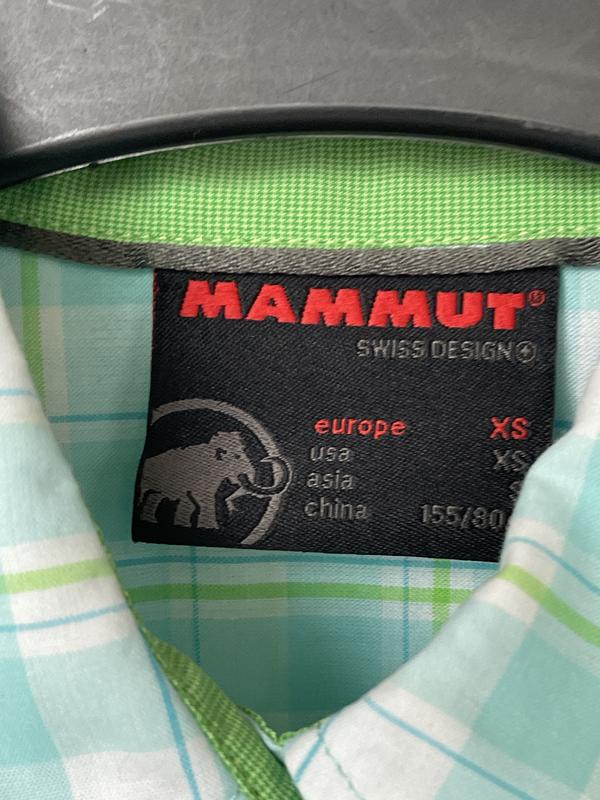 MAMMUT®
SWISS DESIGN
europe XS
usa XS
asia S
china 155/80